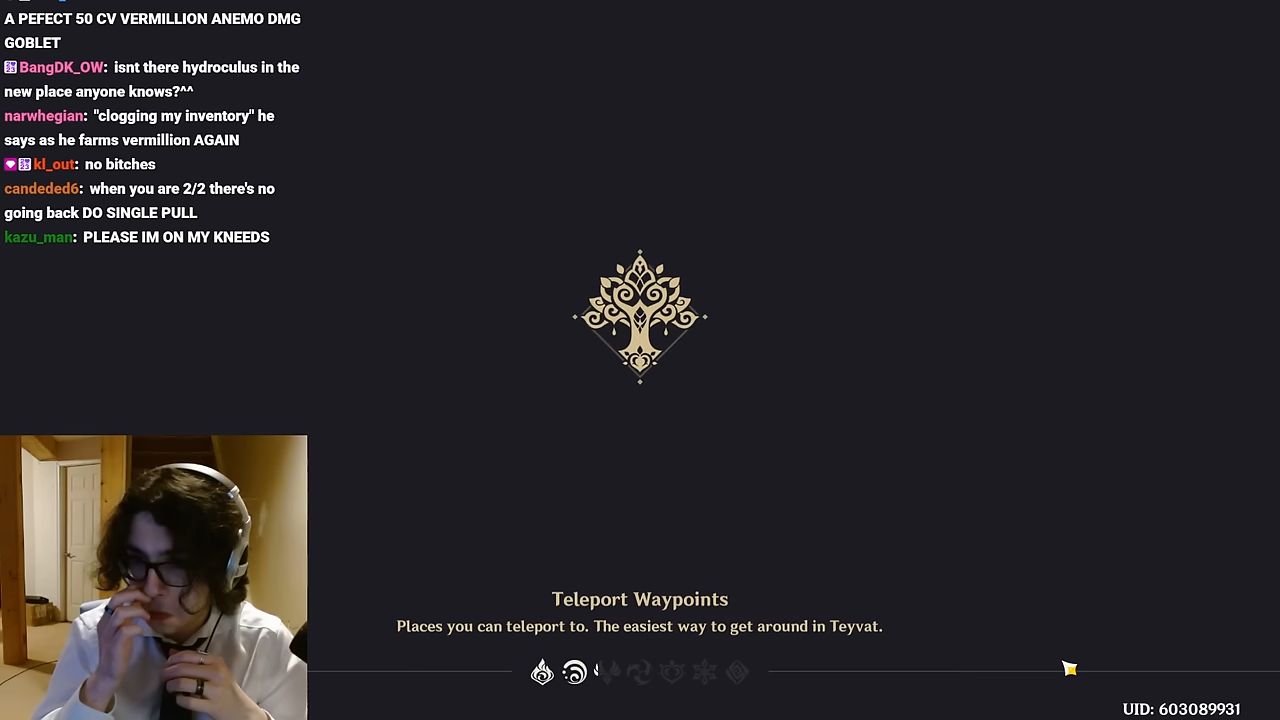 A PEFECT 50 CV VERMILLION ANEMO DMG
GOBLET
BangDK_OW: isnt there hydroculus in the
new place anyone knows?^^
narwhegian: "clogging my inventory" he
says as he farms vermillion AGAIN
kl_out: no bitches
candeded6: when you are 2/2 there's no
going back DO SINGLE PULL
kazu_man: PLEASE IM ON MY KNEEDS
Teleport Waypoints
Places you can teleport to. The easiest way to get around in Teyvat.
UID: 603089931